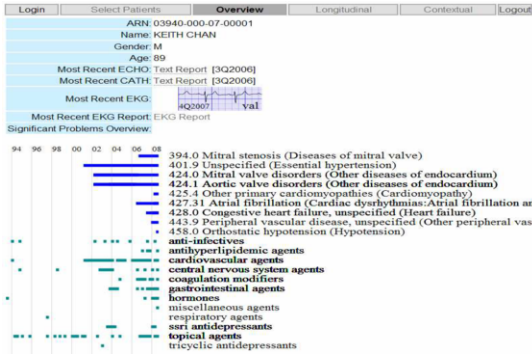 Login Select Patients Overview Longitudinal Contextual Logout
ARN: 03940-000-07-00001
Name: KEITH CHAN
Gender: M
Age: 89
Most Recent ECHO: Text Report [3Q2006]
Most Recent CATH: Text Report [3Q2006]
Most Recent EKG: 4Q2007 val
Most Recent EKG Report: EKG Report
Significant Problems Overview:
94 96 98 00 02 04 06 08
394.0 Mitral stenosis (Diseases of mitral valve)
401.9 Unspecified (Essential hypertension)
424.0 Mitral valve disorders (Other diseases of endocardium)
424.1 Aortic valve disorders (Other diseases of endocardium)
425.4 Other primary cardiomyopathies (Cardiomyopathy)
427.31 Atrial fibrillation (Cardiac dysrhythmias: Atrial fibrillation an
428.0 Congestive heart failure, unspecified (Heart failure)
443.9 Peripheral vascular disease, unspecified (Other peripheral vas
458.0 Orthostatic hypotension (Hypotension)
anti-infectives
antihyperlipidemic agents
cardiovascular agents
central nervous system agents
coagulation modifiers
gastrointestinal agents
hormones
miscellaneous agents
respiratory agents
ssri antidepressants
topical agents
tricyclic antidepressants